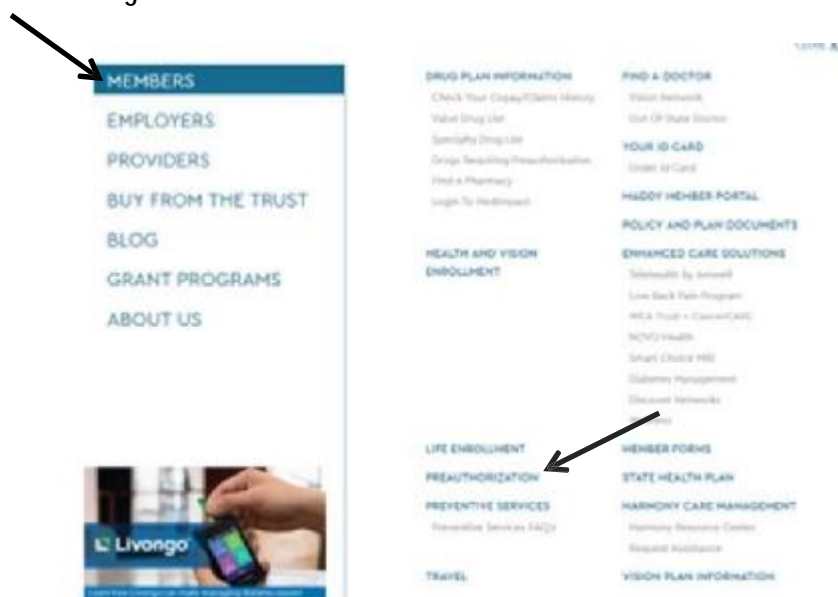 MEMBERS
EMPLOYERS
PROVIDERS
BUY FROM THE TRUST
BLOG
GRANT PROGRAMS
ABOUT US
Livongo
DRUG PLAN INFORMATION
Check Your Copay/Claims History
Value Drug List
Specialty Drug List
Drugs Requiring Preauthorization
Find a Pharmacy
Login To MedImpact
HEALTH AND VISION
ENROLLMENT
LIFE ENROLLMENT
PREAUTHORIZATION
PREVENTIVE SERVICES
Preventive Services FAQs
TRAVEL
FIND A DOCTOR
Vision Network
Out Of State Doctor
YOUR ID CARD
Order Id Card
MADDY MEMBER PORTAL
POLICY AND PLAN DOCUMENTS
ENHANCED CARE SOLUTIONS
Telehealth by
Low Back Pain Program
WCA Trust + CancerCARE
NOVO Health
Smart Choice MRI
Diabetes Management
Discount Networks
MEMBER FORMS
STATE HEALTH PLAN
HARMONY CARE MANAGEMENT
Harmony Resource Center
Request Assistance
VISION PLAN INFORMATION